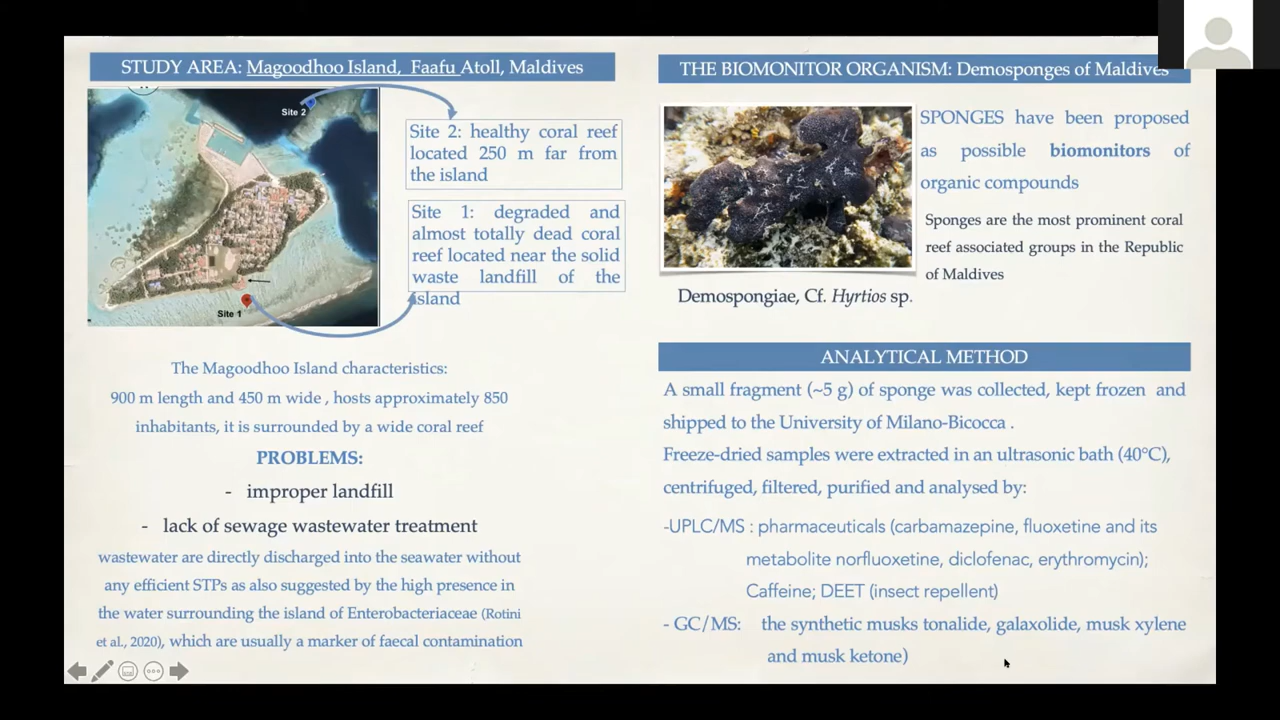 STUDY AREA: Magoodhoo Island, Faafu Atoll, Maldives
Site 2
Site 1
Site 2: healthy coral reef
located 250 m far from
the island
Site 1: degraded and
almost totally dead coral
reef located near the solid
waste landfill of the
island
The Magoodhoo Island characteristics:
900 m length and 450 m wide , hosts approximately 850
inhabitants, it is surrounded by a wide coral reef
PROBLEMS:
- improper landfill
- lack of sewage wastewater treatment
wastewater are directly discharged into the seawater without
any efficient STPs as also suggested by the high presence in
the water surrounding the island of Enterobacteriaceae (Rotini
et al., 2020), which are usually a marker of faecal contamination
THE BIOMONITOR ORGANISM: Demosponges of Maldives
SPONGES have been proposed
as possible biomonitors of
organic compounds
Sponges are the most prominent coral
reef associated groups in the Republic
of Maldives
Demospongiae, Cf. Hyrtios sp.
ANALYTICAL METHOD
A small fragment (~5 g) of sponge was collected, kept frozen and
shipped to the University of Milano-Bicocca .
Freeze-dried samples were extracted in an ultrasonic bath (40°C),
centrifuged, filtered, purified and analysed by:
-UPLC/MS : pharmaceuticals (carbamazepine, fluoxetine and its
metabolite norfluoxetine, diclofenac, erythromycin);
Caffeine; DEET (insect repellent)
- GC/MS: the synthetic musks tonalide, galaxolide, musk xylene
and musk ketone)